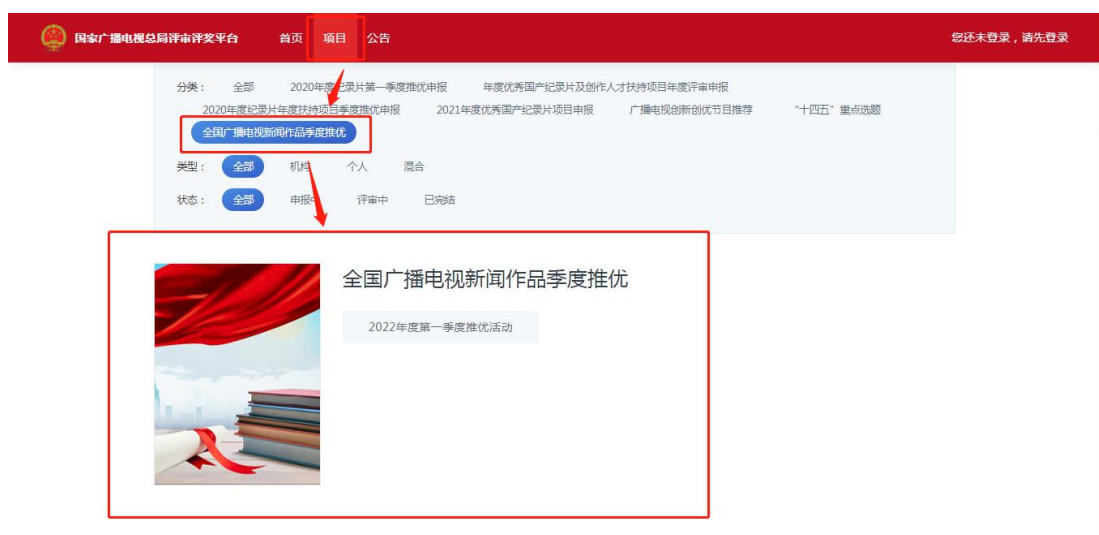 国家广播电视总局评审评奖平台 首页 项目 公告 您还未登录，请先登录
分类： 全部 2020年度纪录片第一季度推优申报 年度优秀国产纪录片及创作人才扶持项目年度评审申报
2020年度纪录片年度扶持项目季度推优申报 2021年度优秀国产纪录片项目申报 广播电视创新创优节目推荐 “十四五”重点选题
全国广播电视新闻作品季度推优
类型： 全部 机构 个人 混合
状态： 全部 申报中 评审中 已完结
全国广播电视新闻作品季度推优
2022年度第一季度推优活动